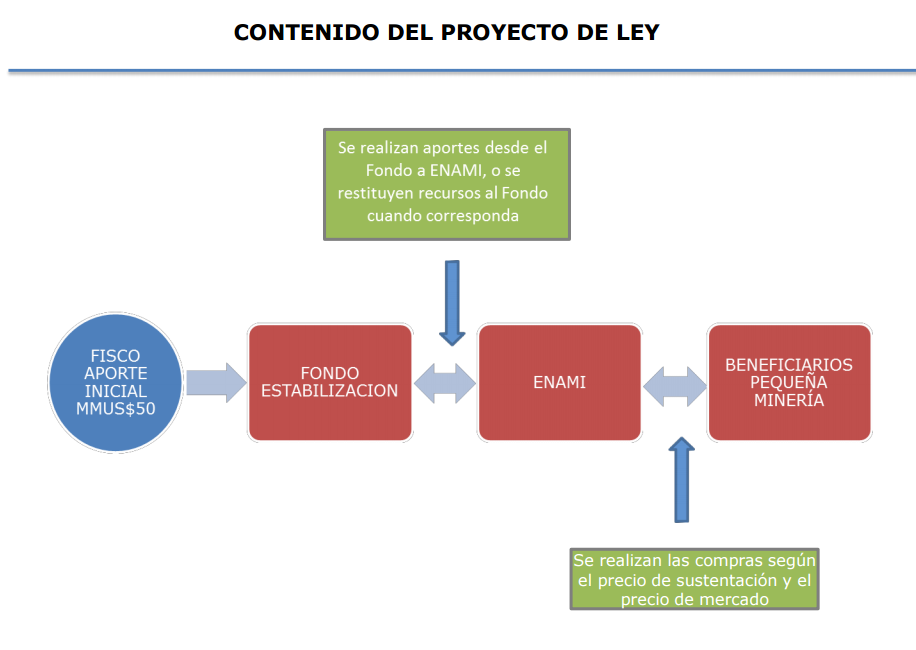 CONTENIDO DEL PROYECTO DE LEY
Se realizan aportes desde el
Fondo a ENAMI, o se
restituyen recursos al Fondo
cuando corresponda
FISCO
APORTE
INICIAL
MMUS$50
FONDO
ESTABILIZACION
ENAMI
BENEFICIARIOS
PEQUEÑA
MINERÍA
Se realizan las compras según
el precio de sustentación y el
precio de mercado